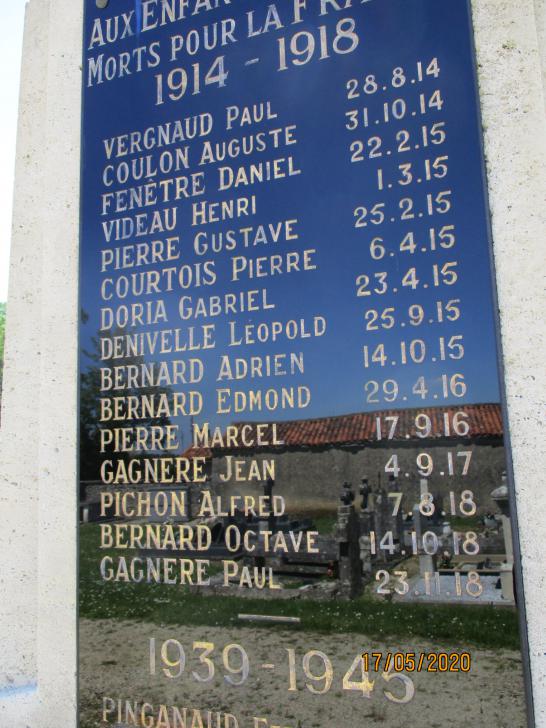 AUX ENFAN
MORTS POUR LA FRA
1914 - 1918
VERGNAUD PAUL 28.8.14
COULON AUGUSTE 31.10.14
FENÊTRE DANIEL 22.2.15
VIDEAU HENRI 1.3.15
PIERRE GUSTAVE 25.2.15
COURTOIS PIERRE 6.4.15
DORIA GABRIEL 23.4.15
DENIVELLE LÉOPOLD 25.9.15
BERNARD ADRIEN 14.10.15
BERNARD EDMOND 29.4.16
PIERRE MARCEL 17.9.16
GAGNERE JEAN 4.9.17
PICHON ALFRED 7.8.18
BERNARD OCTAVE 14.10.18
GAGNERE PAUL 23.11.18
1939-1945
17/05/2020
PINGANAUD